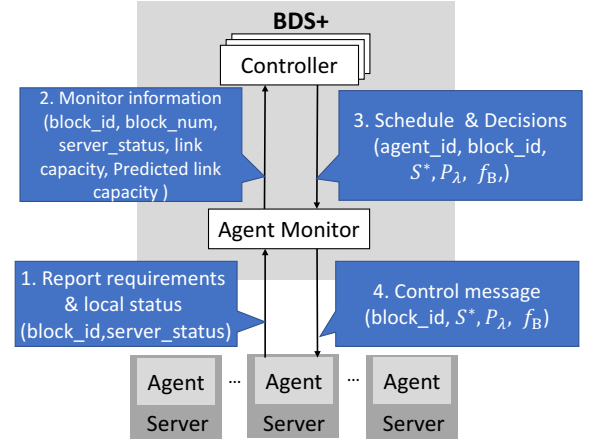 BDS+
Controller
2. Monitor information
(block_id, block_num,
server_status, link
capacity, Predicted link
capacity )
3. Schedule & Decisions
(agent_id, block_id,
S*, Pλ, fB,)
Agent Monitor
1. Report requirements
& local status
(block_id,server_status)
4. Control message
(block_id, S*, Pλ, fB)
Agent ... Agent ... Agent
Server Server Server